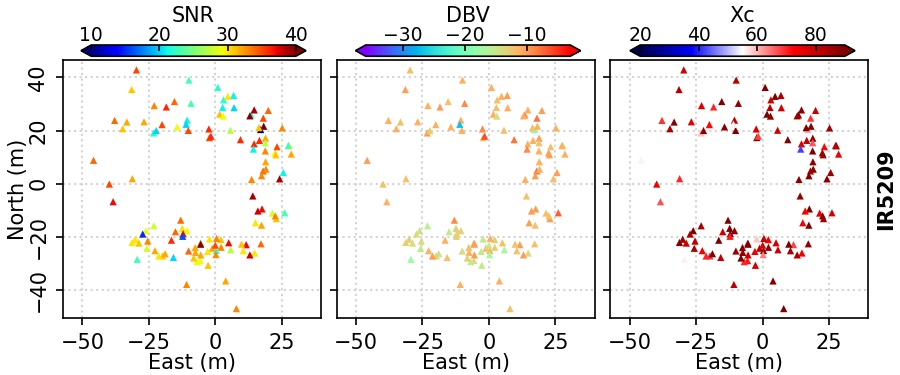 SNR DBV Xc
10 20 30 40 −30 −20 −10 20 40 60 80
40
20
0
−20
−40
North (m)
IR5209
−50 −25 0 25 −50 −25 0 25 −50 −25 0 25
East (m) East (m) East (m)